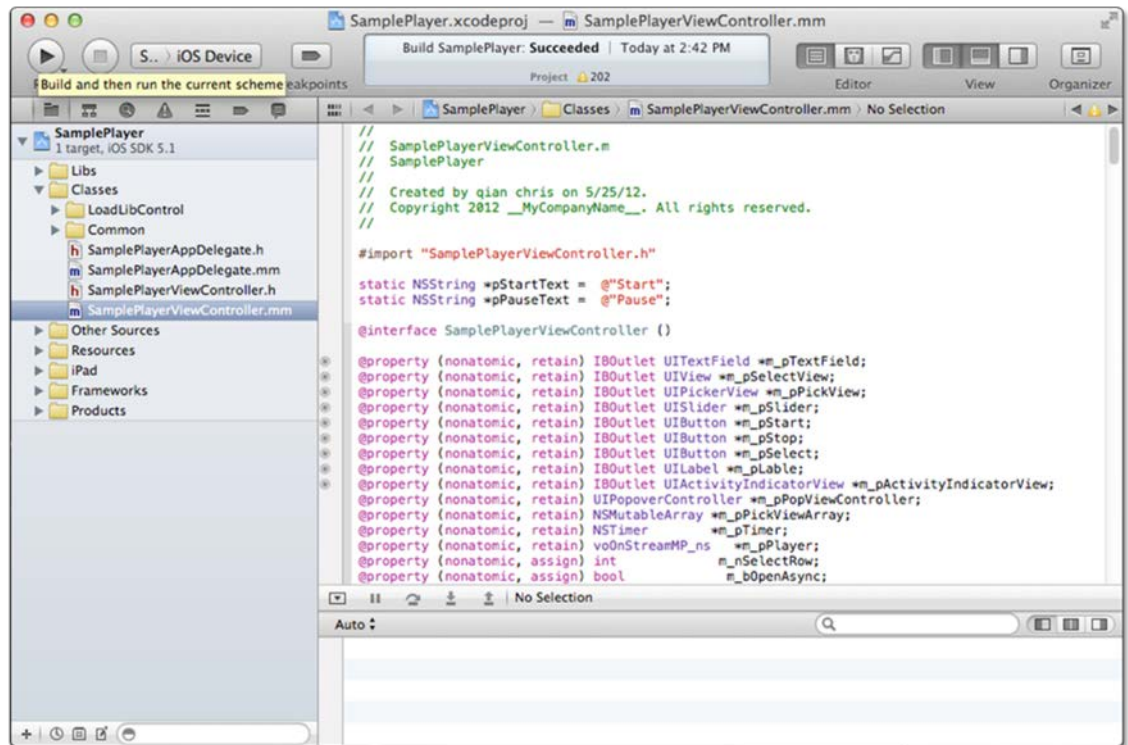 SamplePlayer.xcodeproj — m SamplePlayerViewController.mm
S.. › iOS Device
Build SamplePlayer: Succeeded | Today at 2:42 PM
Project 202
Build and then run the current scheme
eakpoints
Editor
View
Organizer
SamplePlayer › Classes › m SamplePlayerViewController.mm › No Selection
SamplePlayer
1 target, iOS SDK 5.1
Libs
Classes
LoadLibControl
Common
h SamplePlayerAppDelegate.h
m SamplePlayerAppDelegate.mm
h SamplePlayerViewController.h
m SamplePlayerViewController.mm
Other Sources
Resources
iPad
Frameworks
Products
//
// SamplePlayerViewController.m
// SamplePlayer
//
// Created by qian chris on 5/25/12.
// Copyright 2012 __MyCompanyName__. All rights reserved.
//
#import "SamplePlayerViewController.h"
static NSString *pStartText = @"Start";
static NSString *pPauseText = @"Pause";
@interface SamplePlayerViewController ()
@property (nonatomic, retain) IBOutlet UITextField *m_pTextField;
@property (nonatomic, retain) IBOutlet UIView *m_pSelectView;
@property (nonatomic, retain) IBOutlet UIPickerView *m_pPickView;
@property (nonatomic, retain) IBOutlet UISlider *m_pSlider;
@property (nonatomic, retain) IBOutlet UIButton *m_pStart;
@property (nonatomic, retain) IBOutlet UIButton *m_pStop;
@property (nonatomic, retain) IBOutlet UIButton *m_pSelect;
@property (nonatomic, retain) IBOutlet UILabel *m_pLable;
@property (nonatomic, retain) IBOutlet UIActivityIndicatorView *m_pActivityIndicatorView;
@property (nonatomic, retain) UIPopoverController *m_pPopViewController;
@property (nonatomic, retain) NSMutableArray *m_pPickViewArray;
@property (nonatomic, retain) NSTimer *m_pTimer;
@property (nonatomic, retain) voOnStreamMP_ns *m_pPlayer;
@property (nonatomic, assign) int m_nSelectRow;
@property (nonatomic, assign) bool m_bOpenAsync;
No Selection
Auto